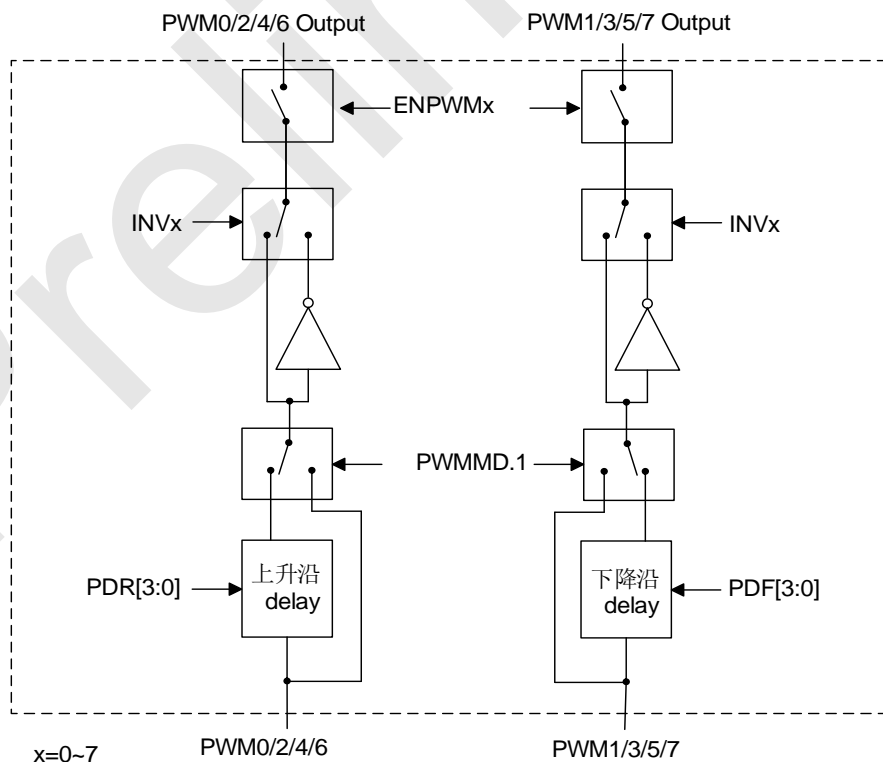 PWM0/2/4/6 Output
PWM1/3/5/7 Output
ENPWMx
INVx
INVx
PWMMD.1
PDR[3:0]
上升沿
delay
下降沿
delay
PDF[3:0]
x=0~7
PWM0/2/4/6
PWM1/3/5/7